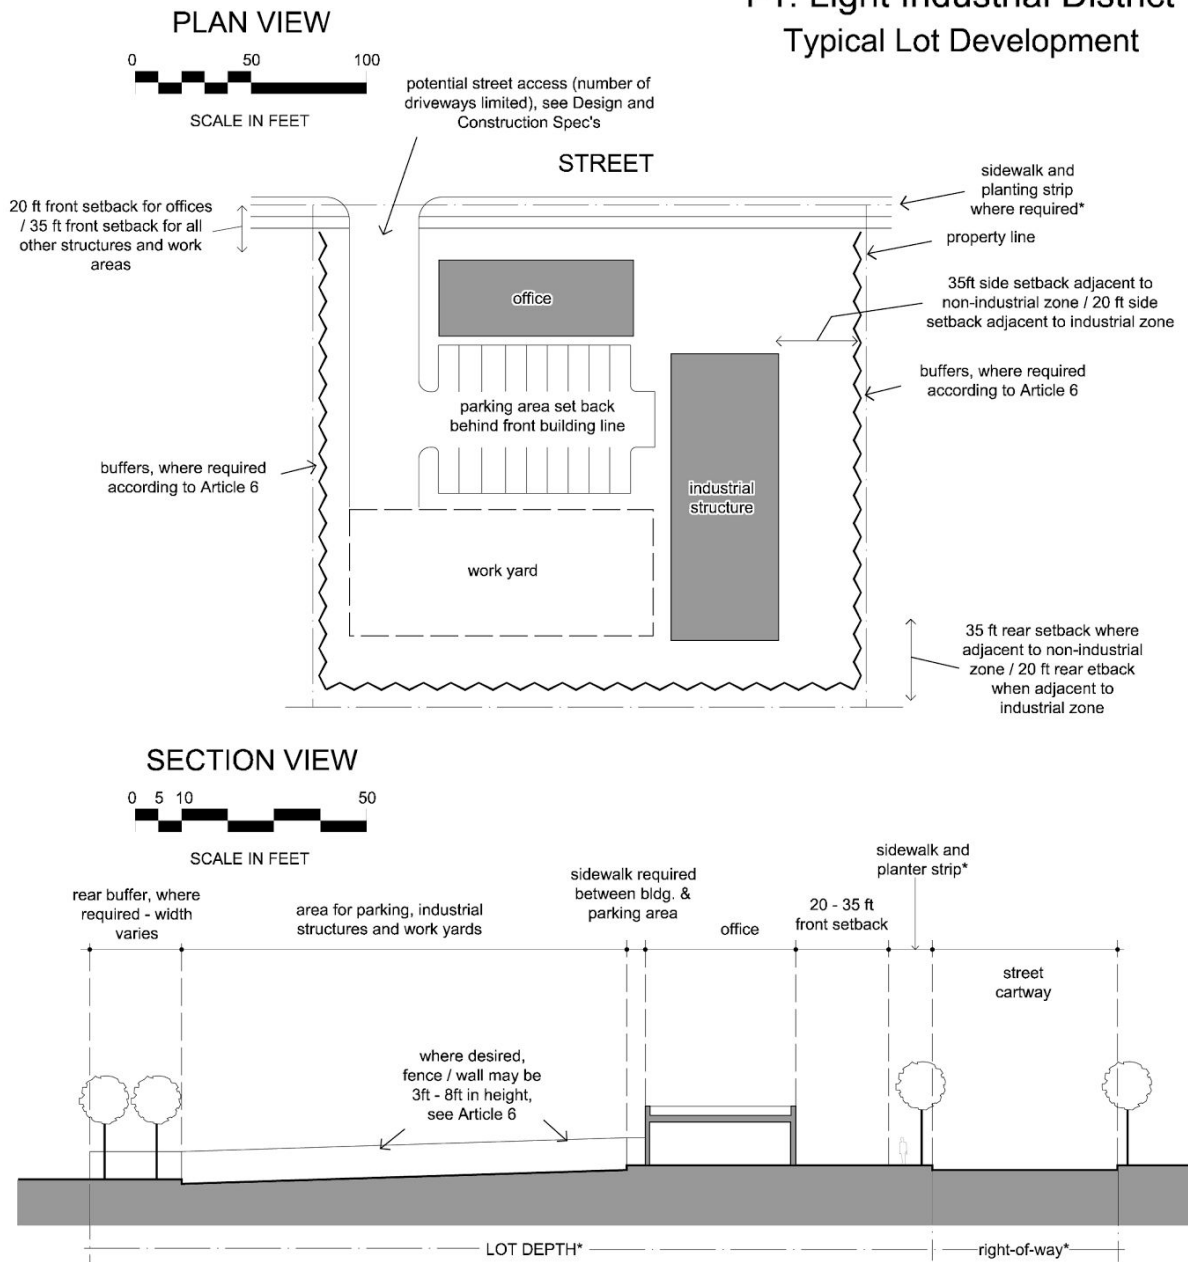 Light Industrial District
PLAN VIEW
Typical Lot Development
0 50 100
SCALE IN FEET
potential street access (number of
driveways limited), see Design and
Construction Spec's
STREET
sidewalk and
planting strip
where required*
20 ft front setback for offices
/ 35 ft front setback for all
other structures and work
areas
property line
35ft side setback adjacent to
non-industrial zone / 20 ft side
setback adjacent to industrial zone
office
buffers, where required
according to Article 6
parking area set back
behind front building line
buffers, where required
according to Article 6
industrial
structure
work yard
35 ft rear setback where
adjacent to non-industrial
zone / 20 ft rear etback
when adjacent to
industrial zone
SECTION VIEW
0 5 10 50
SCALE IN FEET
rear buffer, where
required - width
varies
area for parking, industrial
structures and work yards
sidewalk required
between bldg. &
parking area
office
20 - 35 ft
front setback
sidewalk and
planter strip*
street
cartway
where desired,
fence / wall may be
3ft - 8ft in height,
see Article 6
LOT DEPTH*
right-of-way*